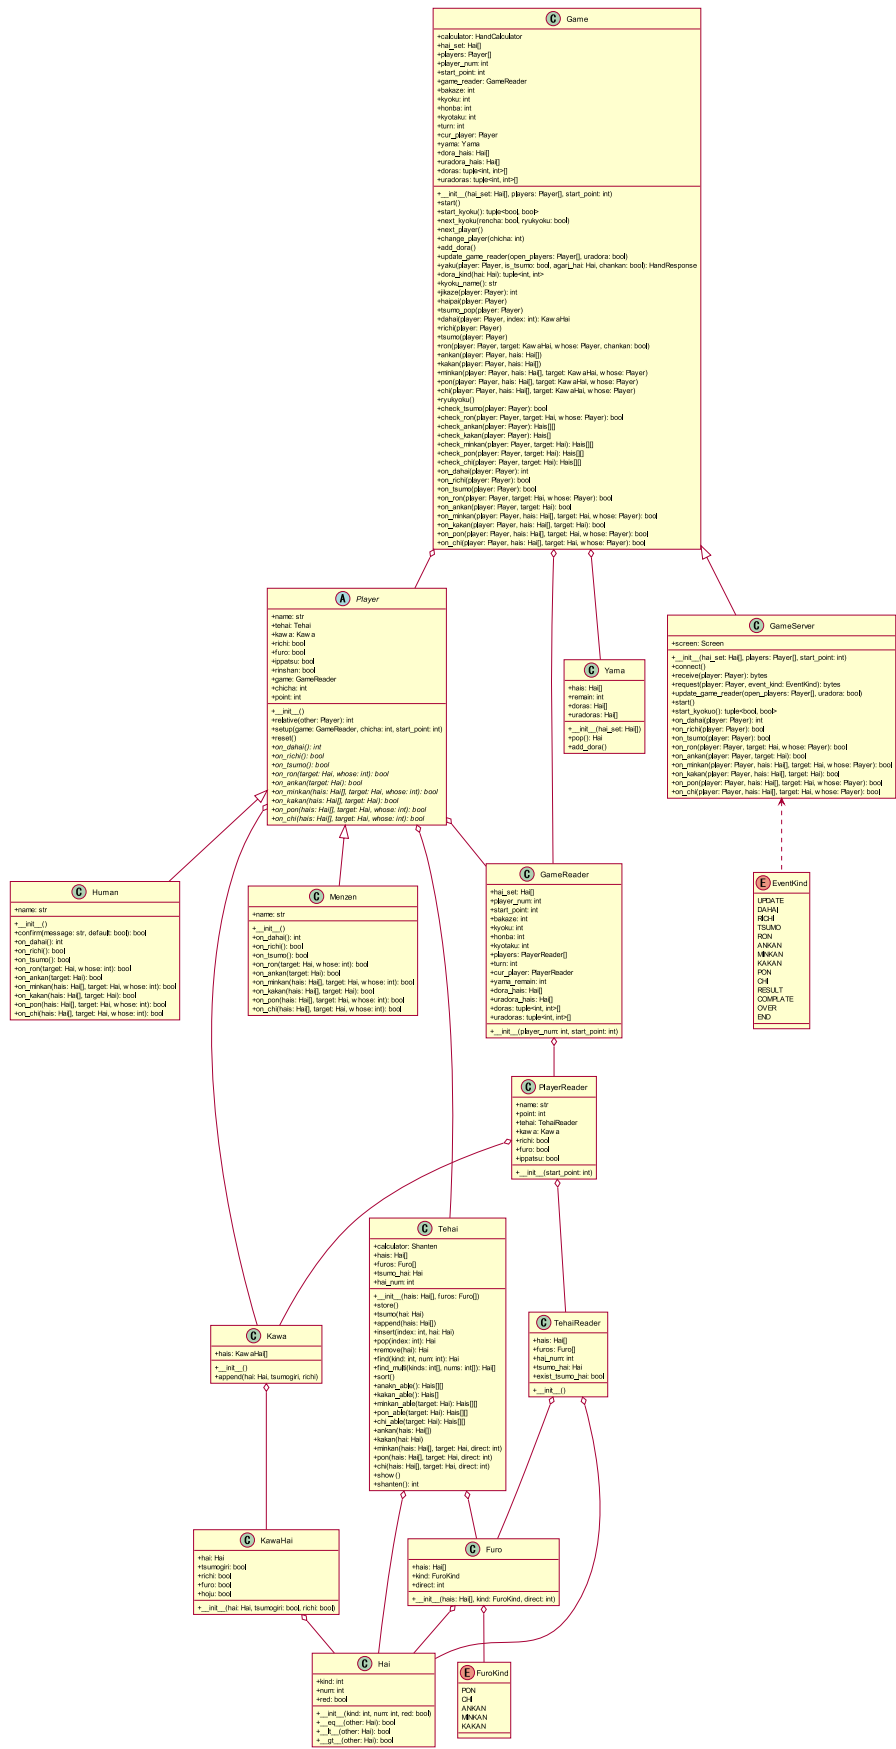 C Game
+calculator: HandCalculator
+hai_set: Hai[]
+players: Player[]
+player_num: int
+start_point: int
+game_reader: GameReader
+bakaze: int
+kyoku: int
+honba: int
+kyotaku: int
+turn: int
+cur_player: Player
+yama: Yama
+dora_hais: Hai[]
+uradora_hais: Hai[]
+doras: tuple<int, int>[]
+uradoras: tuple<int, int>[]
+__init__(hai_set: Hai[], players: Player[], start_point: int)
+start()
+start_kyoku(): tuple<bool, bool>
+next_kyoku(rencha: bool, ryukyoku: bool)
+next_player()
+change_player(chicha: int)
+add_dora()
+update_game_reader(open_players: Player[], uradora: bool)
+yaku(player: Player, is_tsumo: bool, agari_hai: Hai, chankan: bool): HandResponse
+dora_kind(hai: Hai): tuple<int, int>
+kyoku_name(): str
+jikaze(player: Player): int
+haipai(player: Player)
+tsumo_pop(player: Player)
+dahai(player: Player, index: int): KawaHai
+richi(player: Player)
+tsumo(player: Player)
+ron(player: Player, target: KawaHai, whose: Player, chankan: bool)
+ankan(player: Player, hais: Hai[])
+kakan(player: Player, hais: Hai[])
+minkan(player: Player, hais: Hai[], target: KawaHai, whose: Player)
+pon(player: Player, hais: Hai[], target: KawaHai, whose: Player)
+chi(player: Player, hais: Hai[], target: KawaHai, whose: Player)
+ryukyoku()
+check_tsumo(player: Player): bool
+check_ron(player: Player, target: Hai, whose: Player): bool
+check_ankan(player: Player): Hais[][]
+check_kakan(player: Player): Hais[]
+check_minkan(player: Player, target: Hai): Hais[][]
+check_pon(player: Player, target: Hai): Hais[][]
+check_chi(player: Player, target: Hai): Hais[][]
+on_dahai(player: Player): int
+on_richi(player: Player): bool
+on_tsumo(player: Player): bool
+on_ron(player: Player, target: Hai, whose: Player): bool
+on_ankan(player: Player, target: Hai): bool
+on_minkan(player: Player, hais: Hai[], target: Hai, whose: Player): bool
+on_kakan(player: Player, hais: Hai[], target: Hai): bool
+on_pon(player: Player, hais: Hai[], target: Hai, whose: Player): bool
+on_chi(player: Player, hais: Hai[], target: Hai, whose: Player): bool
A Player
+name: str
+tehai: Tehai
+kawa: Kawa
+richi: bool
+furo: bool
+ippatsu: bool
+rinshan: bool
+game: GameReader
+chicha: int
+point: int
+__init__()
+relative(other: Player): int
+setup(game: GameReader, chicha: int, start_point: int)
+reset()
+on_dahai(): int
+on_richi(): bool
+on_tsumo(): bool
+on_ron(target: Hai, whose: int): bool
+on_ankan(target: Hai): bool
+on_minkan(hais: Hai[], target: Hai, whose: int): bool
+on_kakan(hais: Hai[], target: Hai): bool
+on_pon(hais: Hai[], target: Hai, whose: int): bool
+on_chi(hais: Hai[], target: Hai, whose: int): bool
C Yama
+hais: Hai[]
+remain: int
+doras: Hai[]
+uradoras: Hai[]
+__init__(hai_set: Hai[])
+pop(): Hai
+add_dora()
C GameServer
+screen: Screen
+__init__(hai_set: Hai[], players: Player[], start_point: int)
+connect()
+receive(player: Player): bytes
+request(player: Player, event_kind: EventKind): bytes
+update_game_reader(open_players: Player[], uradora: bool)
+start()
+start_kyokuo(): tuple<bool, bool>
+on_dahai(player: Player): int
+on_richi(player: Player): bool
+on_tsumo(player: Player): bool
+on_ron(player: Player, target: Hai, whose: Player): bool
+on_ankan(player: Player, target: Hai): bool
+on_minkan(player: Player, hais: Hai[], target: Hai, whose: Player): bool
+on_kakan(player: Player, hais: Hai[], target: Hai): bool
+on_pon(player: Player, hais: Hai[], target: Hai, whose: Player): bool
+on_chi(player: Player, hais: Hai[], target: Hai, whose: Player): bool
C Human
+name: str
+__init__()
+confirm(message: str, default: bool): bool
+on_dahai(): int
+on_richi(): bool
+on_tsumo(): bool
+on_ron(target: Hai, whose: int): bool
+on_ankan(target: Hai): bool
+on_minkan(hais: Hai[], target: Hai, whose: int): bool
+on_kakan(hais: Hai[], target: Hai): bool
+on_pon(hais: Hai[], target: Hai, whose: int): bool
+on_chi(hais: Hai[], target: Hai, whose: int): bool
C Menzen
+name: str
+__init__()
+on_dahai(): int
+on_richi(): bool
+on_tsumo(): bool
+on_ron(target: Hai, whose: int): bool
+on_ankan(target: Hai): bool
+on_minkan(hais: Hai[], target: Hai, whose: int): bool
+on_kakan(hais: Hai[], target: Hai): bool
+on_pon(hais: Hai[], target: Hai, whose: int): bool
+on_chi(hais: Hai[], target: Hai, whose: int): bool
C GameReader
+hai_set: Hai[]
+player_num: int
+start_point: int
+bakaze: int
+kyoku: int
+honba: int
+kyotaku: int
+players: PlayerReader[]
+turn: int
+cur_player: PlayerReader
+yama_remain: int
+dora_hais: Hai[]
+uradora_hais: Hai[]
+doras: tuple<int, int>[]
+uradoras: tuple<int, int>[]
+__init__(player_num: int, start_point: int)
E EventKind
UPDATE
DAHAI
RICHI
TSUMO
RON
ANKAN
MINKAN
KAKAN
PON
CHI
RESULT
COMPLATE
OVER
END
C PlayerReader
+name: str
+point: int
+tehai: TehaiReader
+kawa: Kawa
+richi: bool
+furo: bool
+ippatsu: bool
+__init__(start_point: int)
C Tehai
+calculator: Shanten
+hais: Hai[]
+furos: Furo[]
+tsumo_hai: Hai
+hai_num: int
+__init__(hais: Hai[], furos: Furo[])
+store()
+tsumo(hai: Hai)
+append(hais: Hai[])
+insert(index: int, hai: Hai)
+pop(index: int): Hai
+remove(hai): Hai
+find(kind: int, num: int): Hai
+find_multi(kinds: int[], nums: int[]): Hai[]
+sort()
+anakn_able(): Hais[][]
+kakan_able(): Hais[]
+minkan_able(target: Hai): Hais[][]
+pon_able(target: Hai): Hais[][]
+chi_able(target: Hai): Hais[][]
+ankan(hais: Hai[])
+kakan(hai: Hai)
+minkan(hais: Hai[], target: Hai, direct: int)
+pon(hais: Hai[], target: Hai, direct: int)
+chi(hais: Hai[], target: Hai, direct: int)
+show()
+shanten(): int
C TehaiReader
+hais: Hai[]
+furos: Furo[]
+hai_num: int
+tsumo_hai: Hai
+exist_tsumo_hai: bool
+__init__()
C Kawa
+hais: KawaHai[]
+__init__()
+append(hai: Hai, tsumogiri, richi)
C KawaHai
+hai: Hai
+tsumogiri: bool
+richi: bool
+furo: bool
+hoju: bool
+__init__(hai: Hai, tsumogiri: bool, richi: bool)
C Furo
+hais: Hai[]
+kind: FuroKind
+direct: int
+__init__(hais: Hai[], kind: FuroKind, direct: int)
C Hai
+kind: int
+num: int
+red: bool
+__init__(kind: int, num: int, red: bool)
+__eq__(other: Hai): bool
+__lt__(other: Hai): bool
+__gt__(other: Hai): bool
E FuroKind
PON
CHI
ANKAN
MINKAN
KAKAN